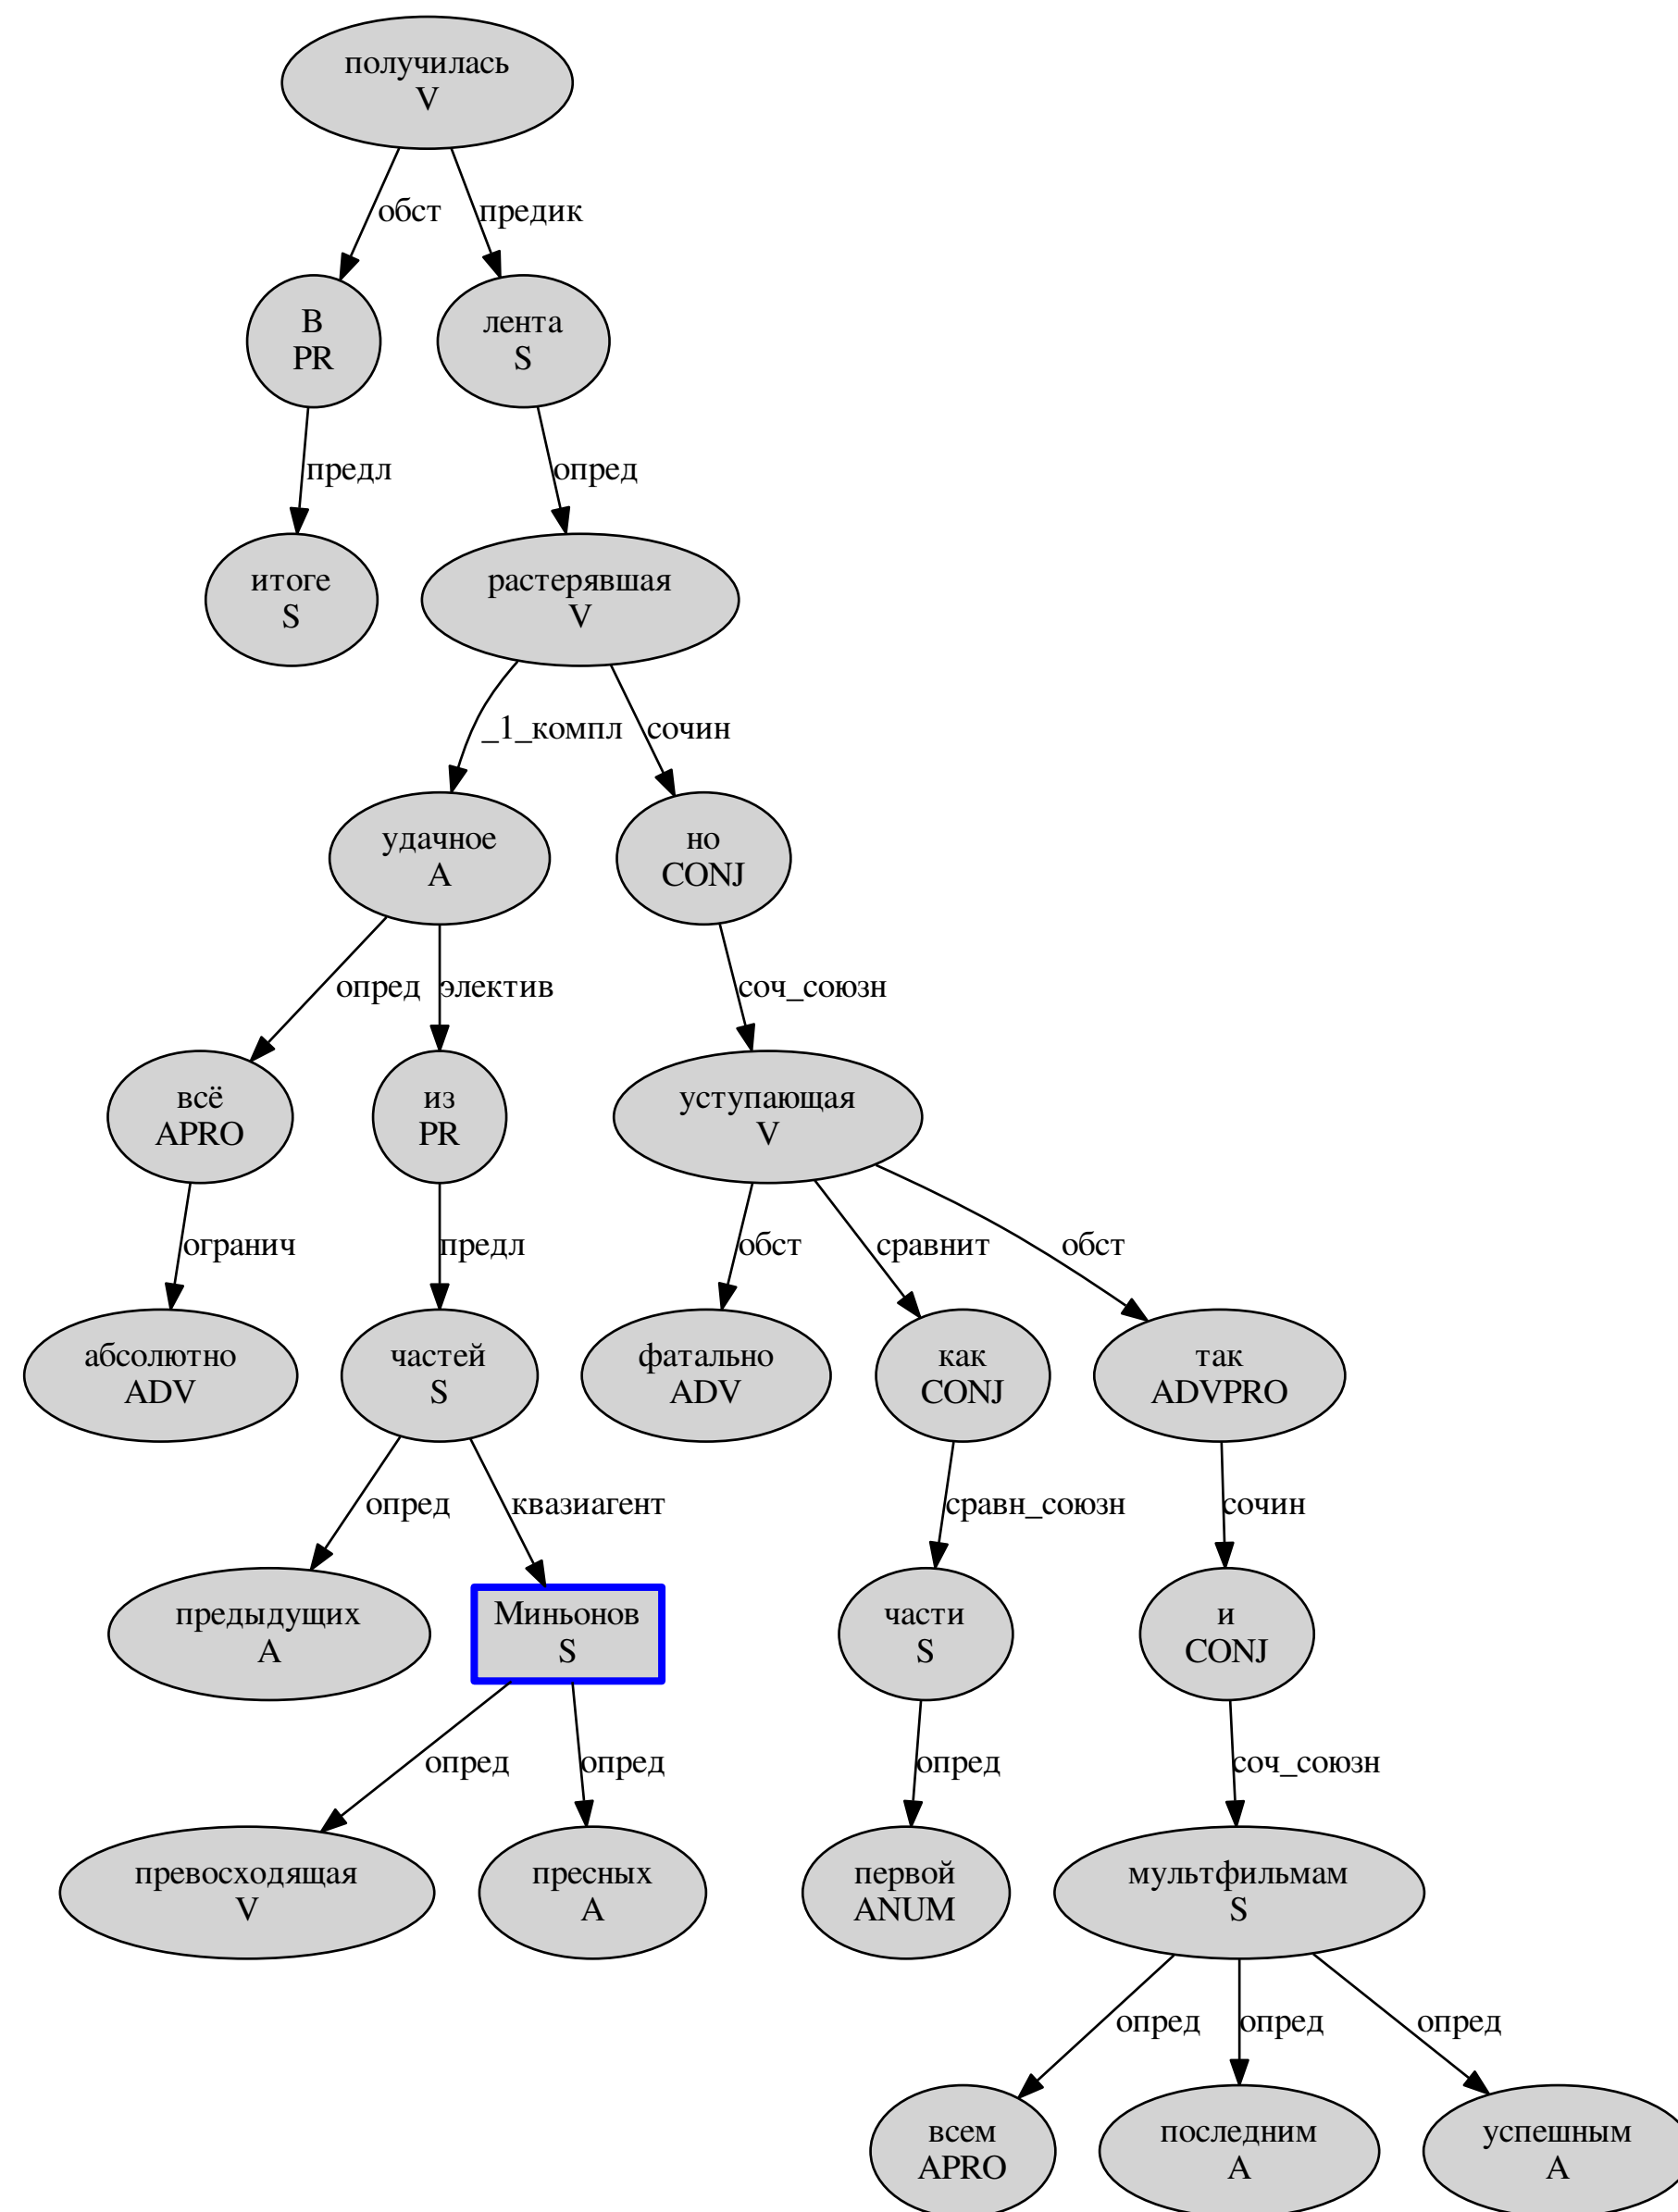 получилась
V
обст
предик
В
PR
лента
S
предл
опред
итоге
S
растерявшая
V
_1_компл
сочин
удачное
A
но
CONJ
опред
электив
соч_союзн
всё
APRO
из
PR
уступающая
V
огранич
предл
обст
сравнит
обст
абсолютно
ADV
частей
S
фатально
ADV
как
CONJ
так
ADVPRO
опред
квазиагент
сравн_союзн
сочин
предыдущих
A
Миньонов
S
части
S
и
CONJ
опред
опред
опред
соч_союзн
превосходящая
V
пресных
A
первой
ANUM
мультфильмам
S
опред
опред
опред
всем
APRO
последним
A
успешным
A